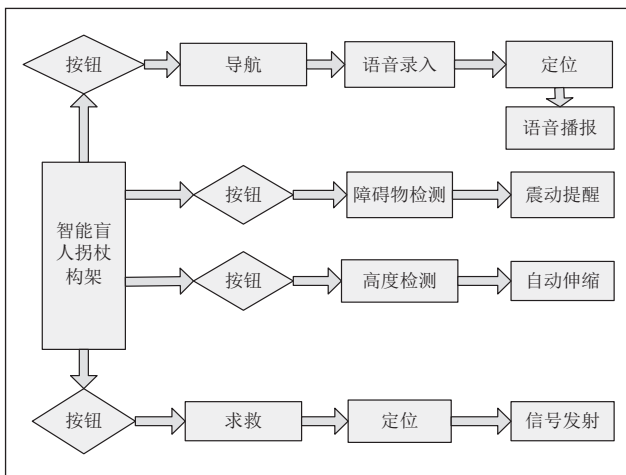 按钮
导航
语音录入
定位
语音播报
智能盲
人拐杖
构架
按钮
障碍物检测
震动提醒
按钮
高度检测
自动伸缩
按钮
求救
定位
信号发射